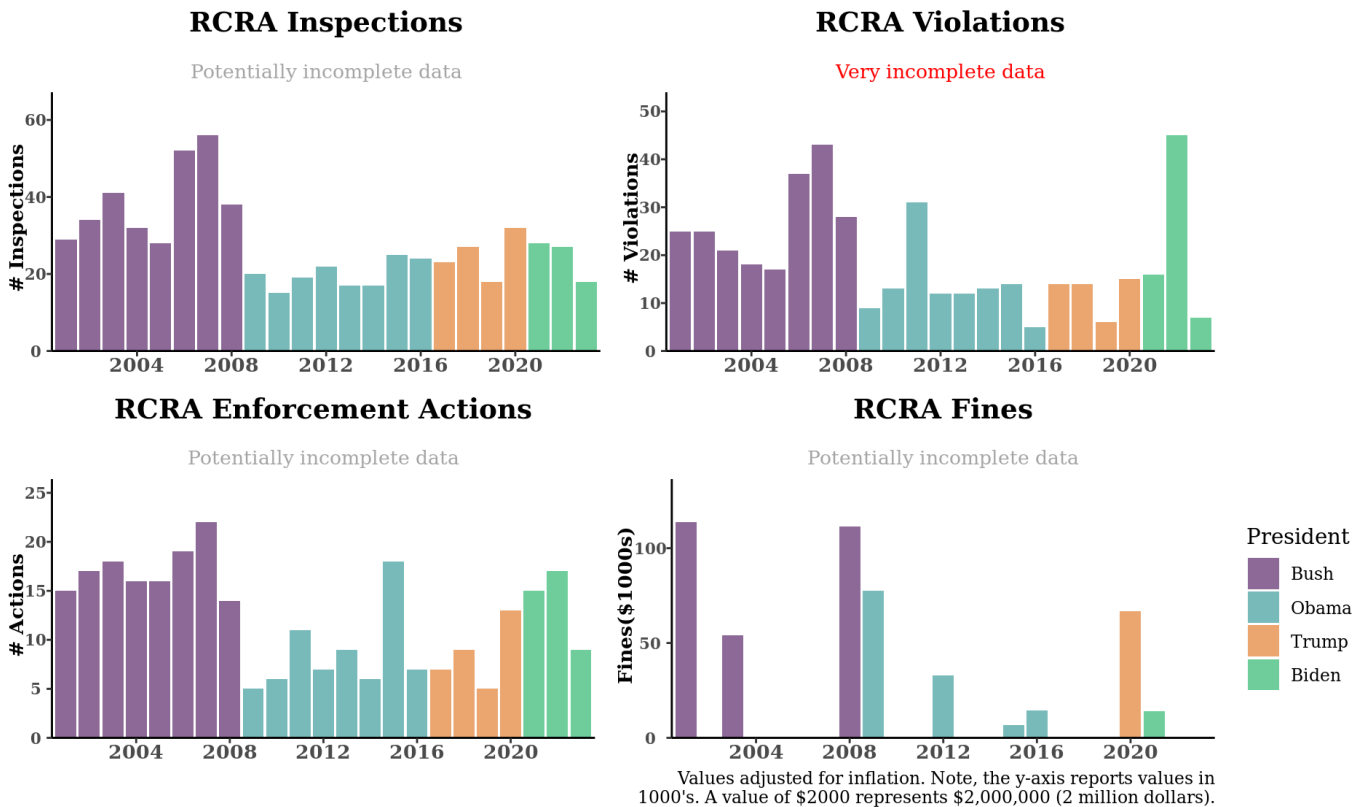 RCRA Inspections
Potentially incomplete data
# Inspections
60
40
20
0
2004 2008 2012 2016 2020
RCRA Violations
Very incomplete data
# Violations
50
40
30
20
10
0
2004 2008 2012 2016 2020
RCRA Enforcement Actions
Potentially incomplete data
# Actions
25
20
15
10
5
0
2004 2008 2012 2016 2020
RCRA Fines
Potentially incomplete data
Fines($1000s)
100
50
0
2004 2008 2012 2016 2020
President
Bush
Obama
Trump
Biden
Values adjusted for inflation. Note, the y-axis reports values in
1000's. A value of $2000 represents $2,000,000 (2 million dollars).